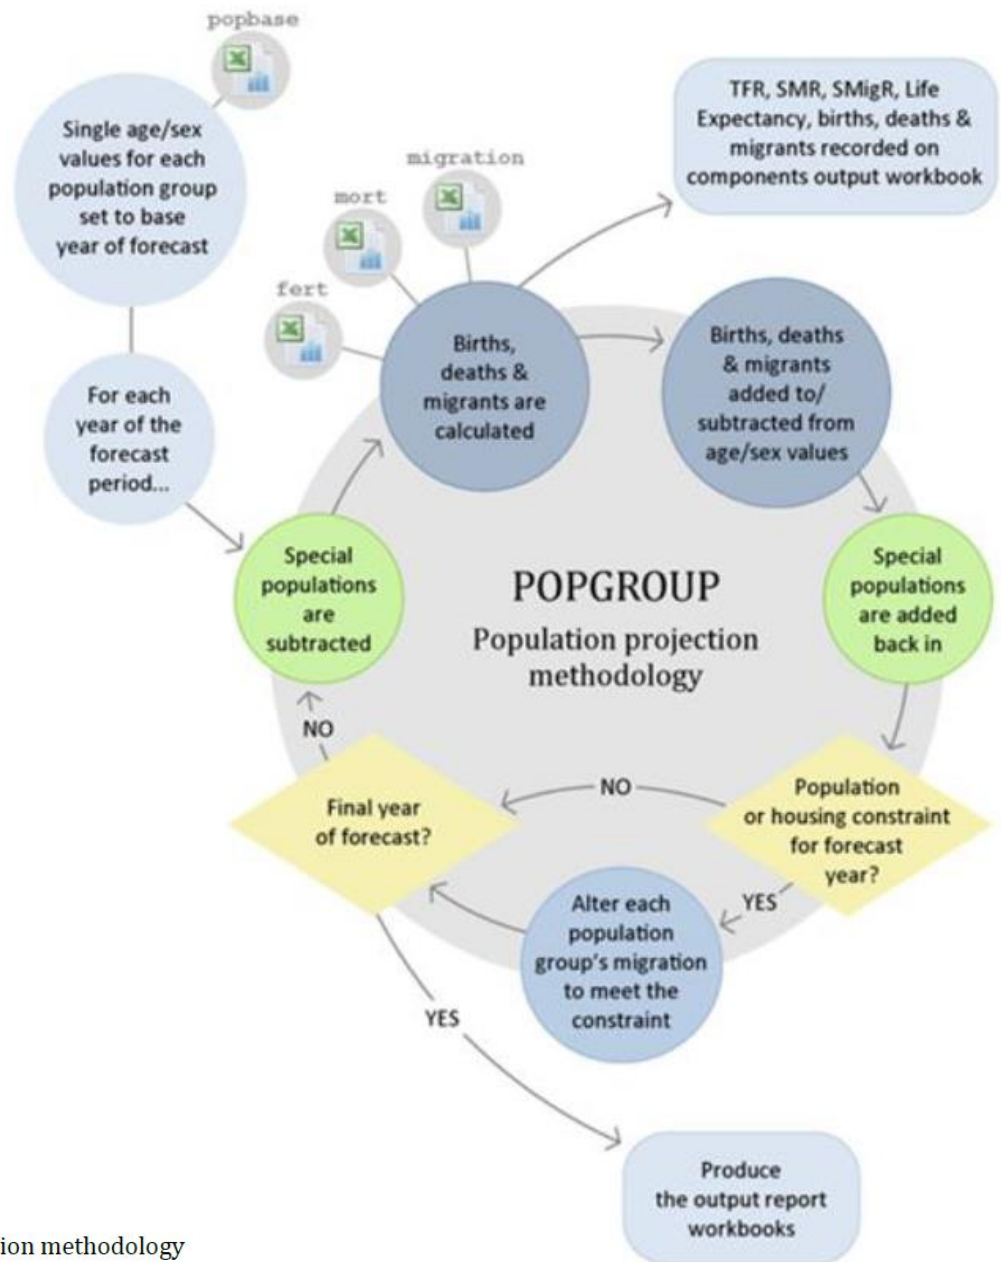 popbase
Single age/sex
values for each
population group
set to base
year of forecast
For each
year of the
forecast
period...
TFR, SMR, SMigR, Life
Expectancy, births, deaths &
migrants recorded on
components output workbook
migration
mort
fert
Births,
deaths &
migrants are
calculated
Births, deaths
& migrants
added to/
subtracted from
age/sex values
Special
populations
are
subtracted
POPGROUP
Population projection
methodology
Special
populations
are added
back in
NO
Final year
of forecast?
NO
Population
or housing constraint
for forecast
year?
YES
Alter each
population
group's migration
to meet the
constraint
YES
Produce
the output report
workbooks
ion methodology